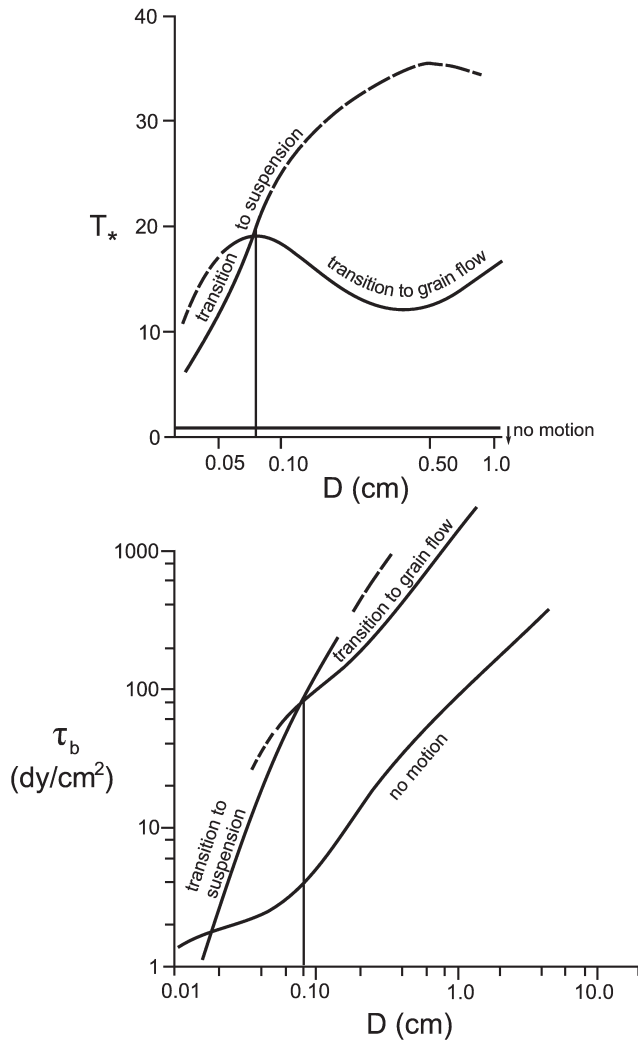 40
30
20
10
0
T*
transition
to suspension
transition to grain flow
no motion
0.05
0.10
0.50
1.0
D (cm)
1000
100
10
1
τb
(dy/cm²)
transition to
suspension
transition to grain flow
no motion
0.01
0.10
1.0
10.0
D (cm)